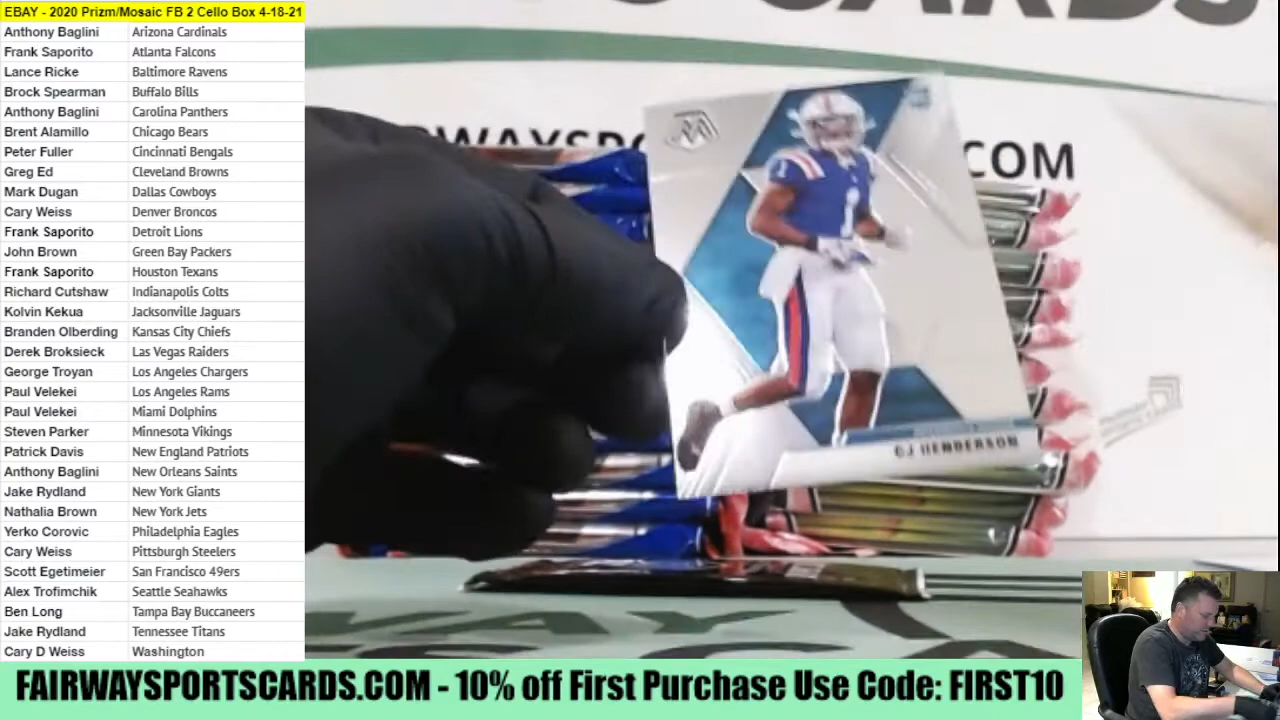 EBAY - 2020 Prizm/Mosaic FB 2 Cello Box 4-18-21
Anthony Baglini Arizona Cardinals
Frank Saporito Atlanta Falcons
Lance Ricke Baltimore Ravens
Brock Spearman Buffalo Bills
Anthony Baglini Carolina Panthers
Brent Alamillo Chicago Bears
Peter Fuller Cincinnati Bengals
Greg Ed Cleveland Browns
Mark Dugan Dallas Cowboys
Cary Weiss Denver Broncos
Frank Saporito Detroit Lions
John Brown Green Bay Packers
Frank Saporito Houston Texans
Richard Cutshaw Indianapolis Colts
Kolvin Kekua Jacksonville Jaguars
Branden Olberding Kansas City Chiefs
Derek Broksieck Las Vegas Raiders
George Troyan Los Angeles Chargers
Paul Velekei Los Angeles Rams
Paul Velekei Miami Dolphins
Steven Parker Minnesota Vikings
Patrick Davis New England Patriots
Anthony Baglini New Orleans Saints
Jake Rydland New York Giants
Nathalia Brown New York Jets
Yerko Corovic Philadelphia Eagles
Cary Weiss Pittsburgh Steelers
Scott Egetimeier San Francisco 49ers
Alex Trofimchik Seattle Seahawks
Ben Long Tampa Bay Buccaneers
Jake Rydland Tennessee Titans
Cary D Weiss Washington
CARDS
WAYSPO COM
1 1
CJ HENDERSON
WAY
FAIRWAYSPORTSCARDS.COM - 10% off First Purchase Use Code: FIRST10